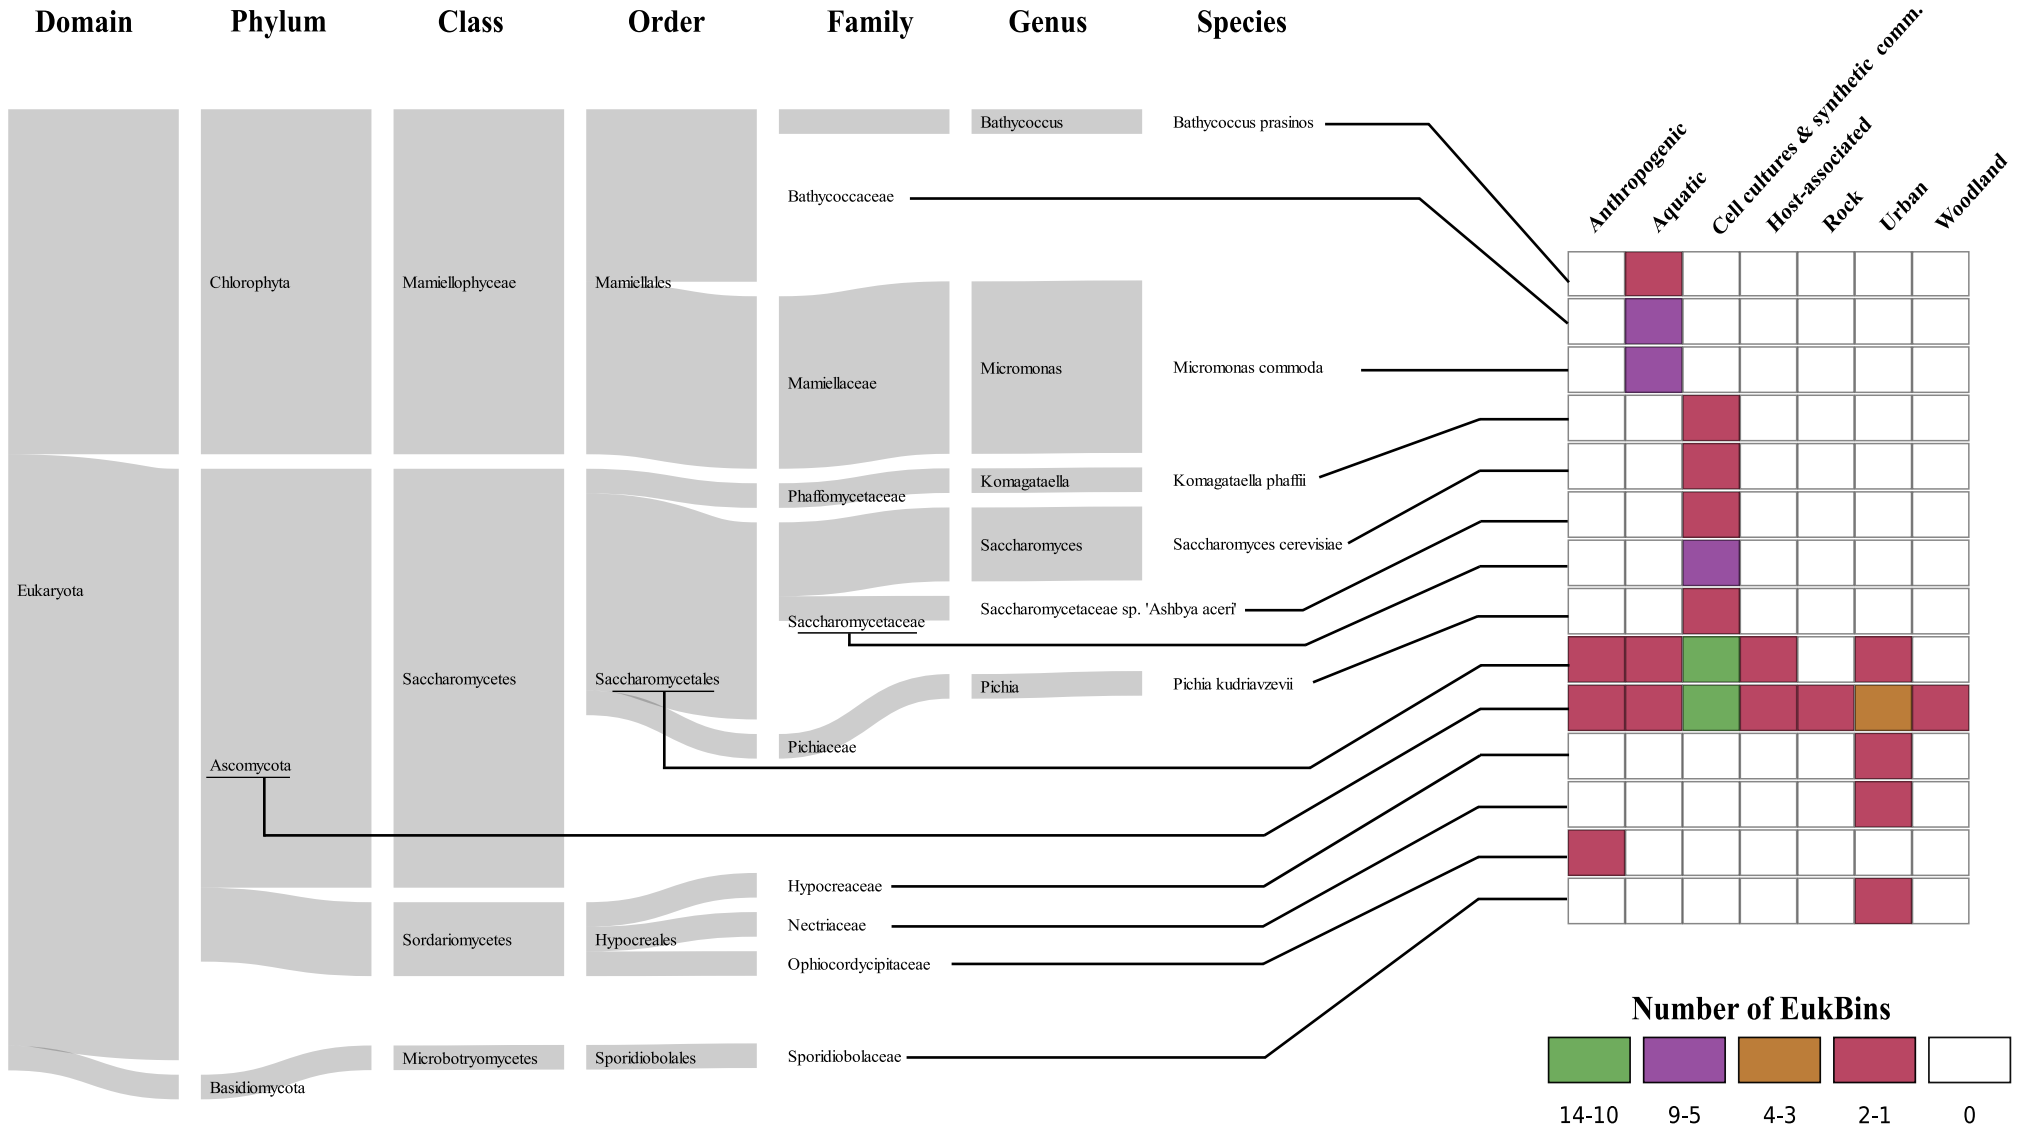 Domain Phylum Class Order Family Genus Species
Anthropogenic
Aquatic
Cell cultures & synthetic comm.
Host-associated
Rock
Urban
Woodland
Bathycoccus Bathycoccus prasinos
Bathycoccaceae
Chlorophyta Mamiellophyceae Mamiellales
Mamiellaceae Micromonas Micromonas commoda
Phaffomycetaceae Komagataella Komagataella phaffii
Saccharomyces Saccharomyces cerevisiae
Eukaryota
Saccharomycetaceae sp. 'Ashbya aceri'
Saccharomycetaceae
Saccharomycetes Saccharomycetales Pichia Pichia kudriavzevii
Pichiaceae
Ascomycota
Hypocreaceae
Nectriaceae
Sordariomycetes Hypocreales
Ophiocordycipitaceae
Microbotryomycetes Sporidiobolales Sporidiobolaceae
Basidiomycota
Number of EukBins
14-10 9-5 4-3 2-1 0